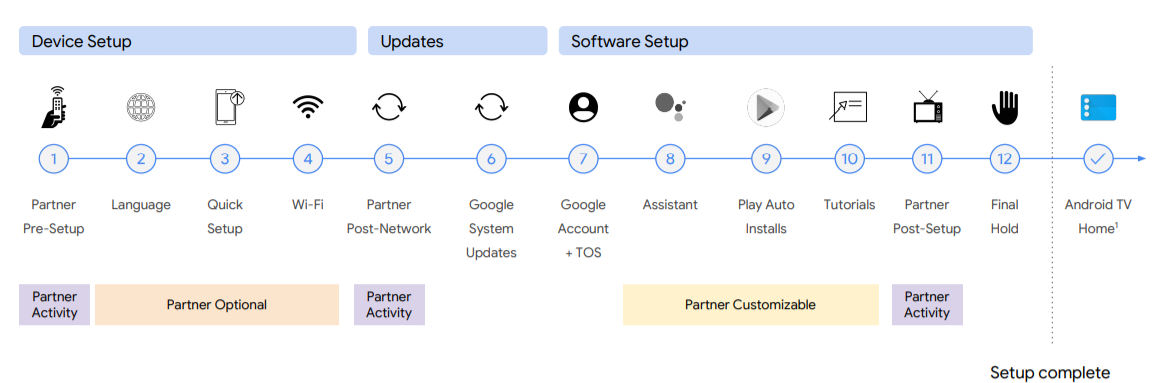 Device Setup
Updates
Software Setup
1
2
3
4
5
6
7
8
9
10
11
12
Partner
Pre-Setup
Language
Quick
Setup
Wi-Fi
Partner
Post-Network
Google
System
Updates
Google
Account
+ TOS
Assistant
Play Auto
Installs
Tutorials
Partner
Post-Setup
Final
Hold
Android TV
Home¹
Partner
Activity
Partner Optional
Partner
Activity
Partner Customizable
Partner
Activity
Setup complete